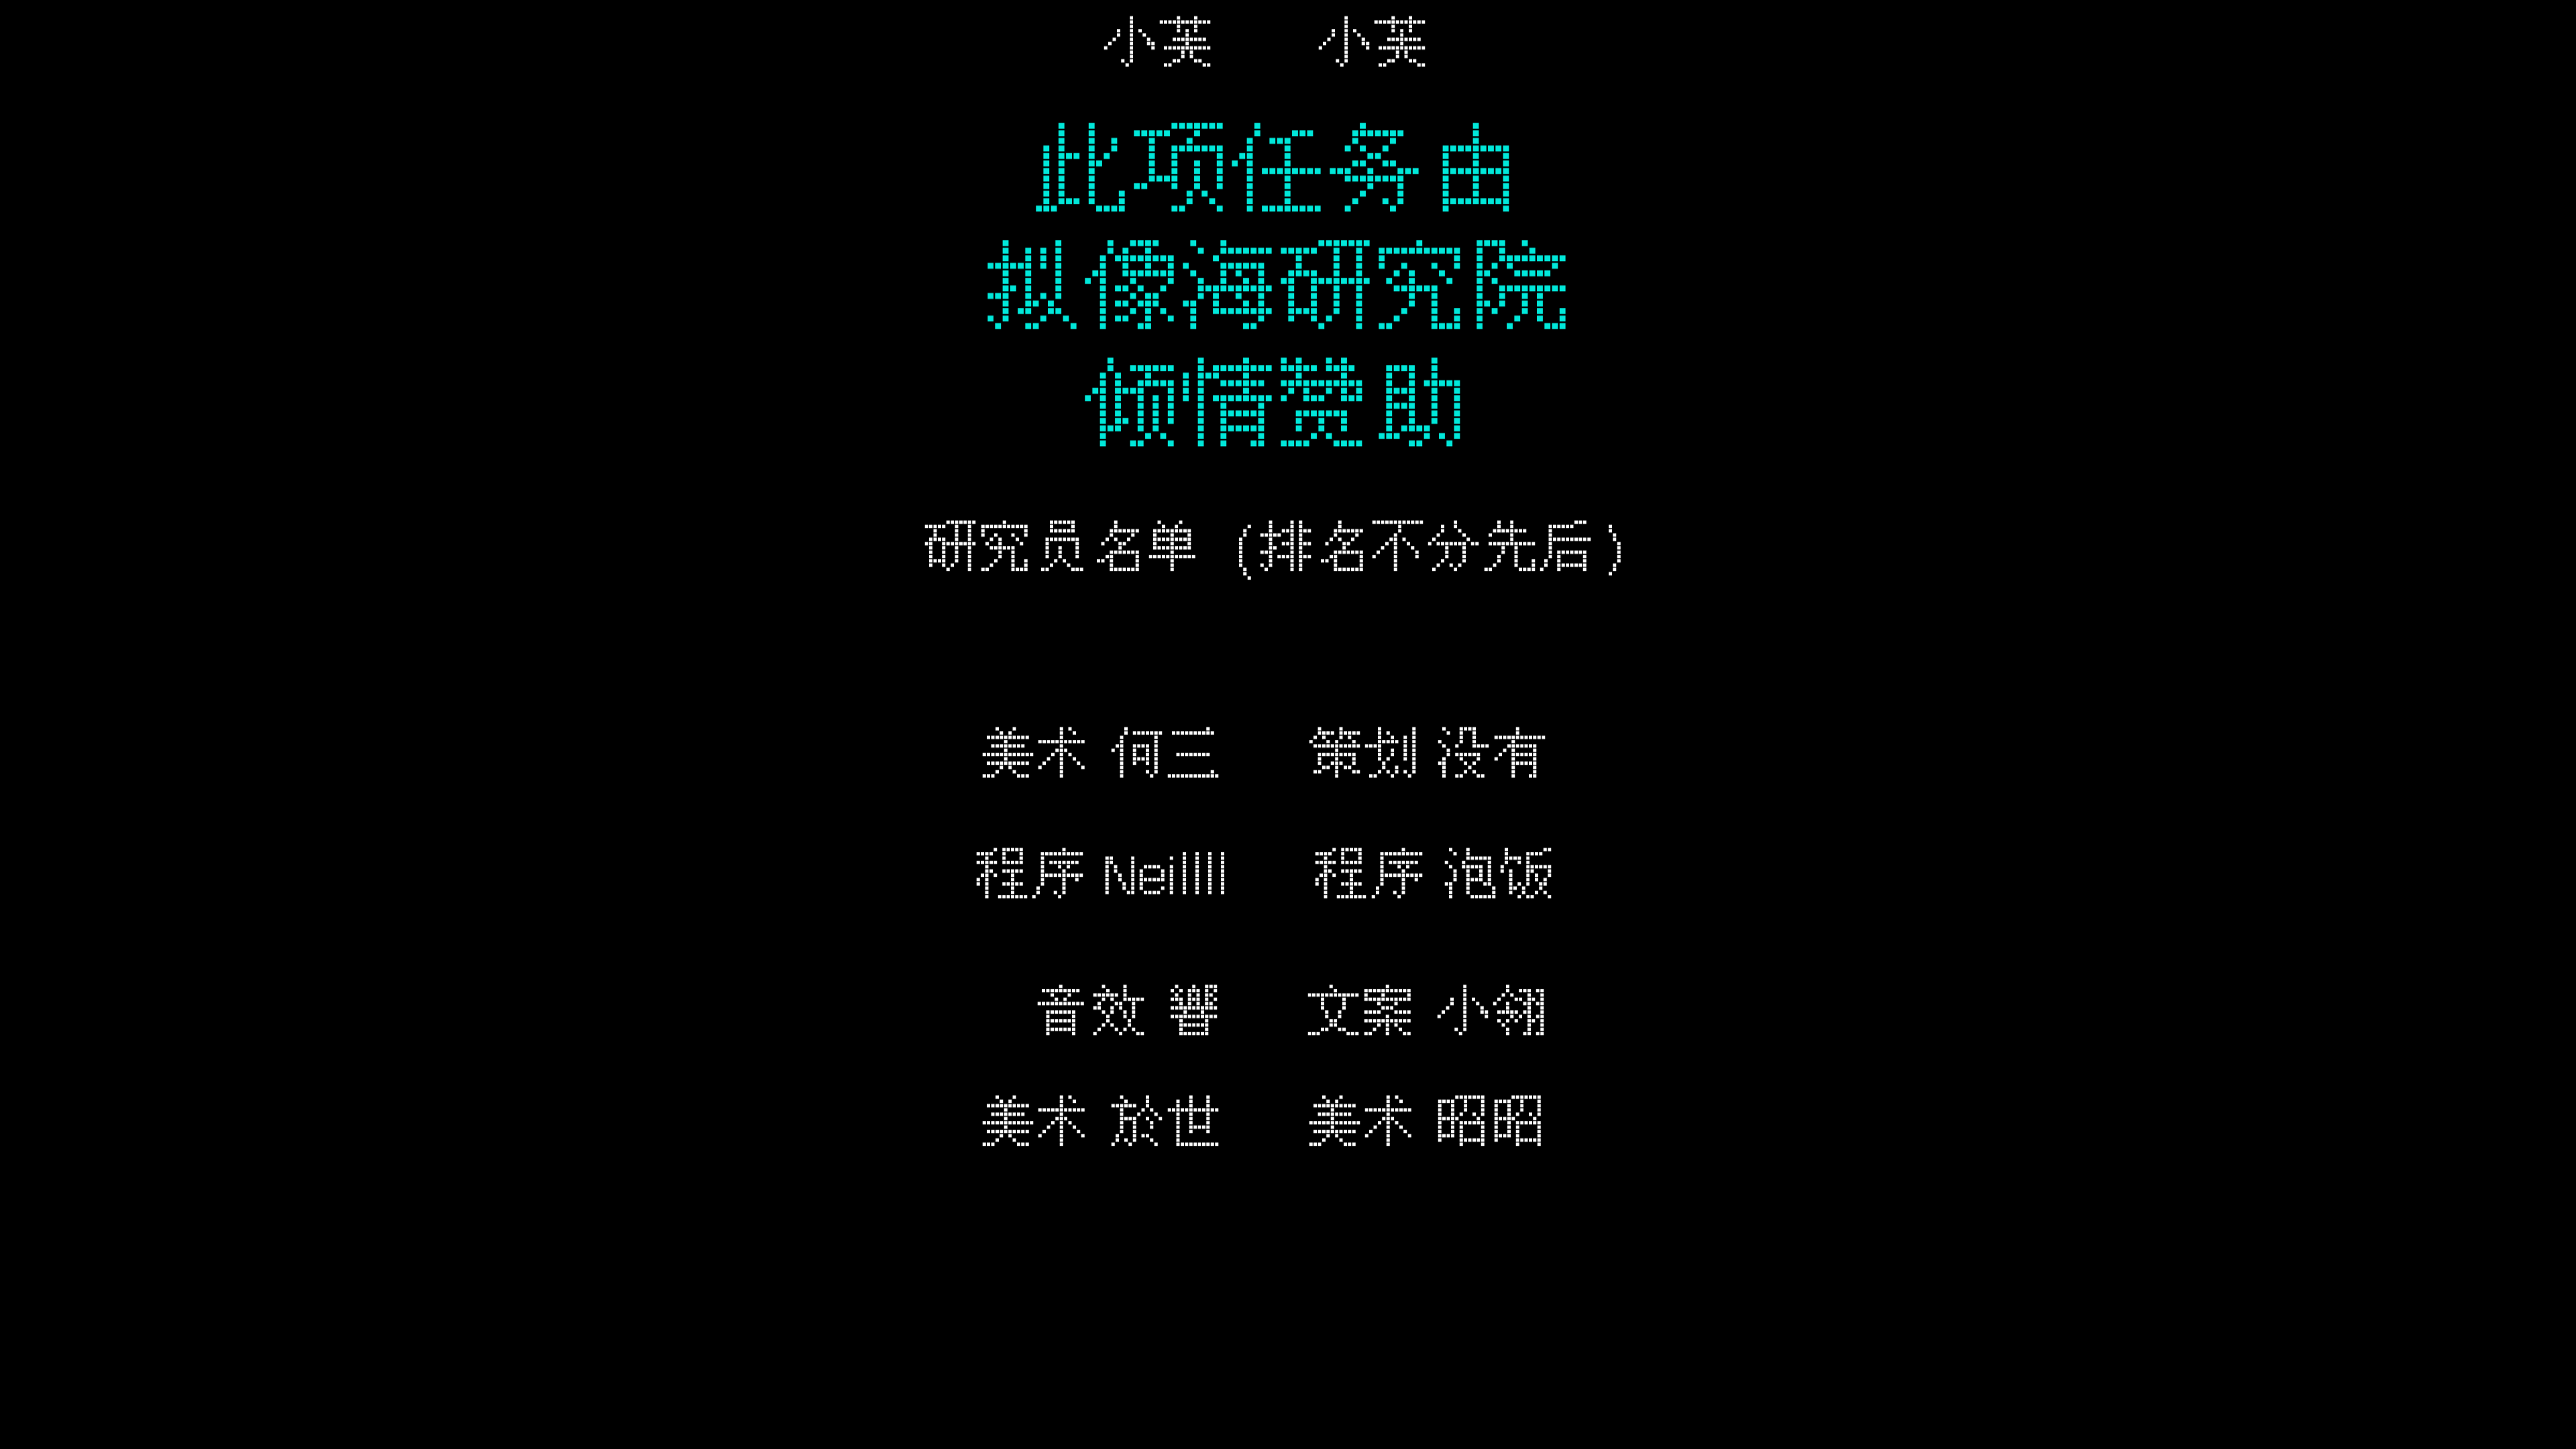 小芙 小芙
此项任务由
拟像海研究院
倾情赞助
研究员名单（排名不分先后）
美术 何三 策划 没有
程序 Neillll 程序 泡饭
音效 響 文案 小翎
美术 於世 美术 昭昭